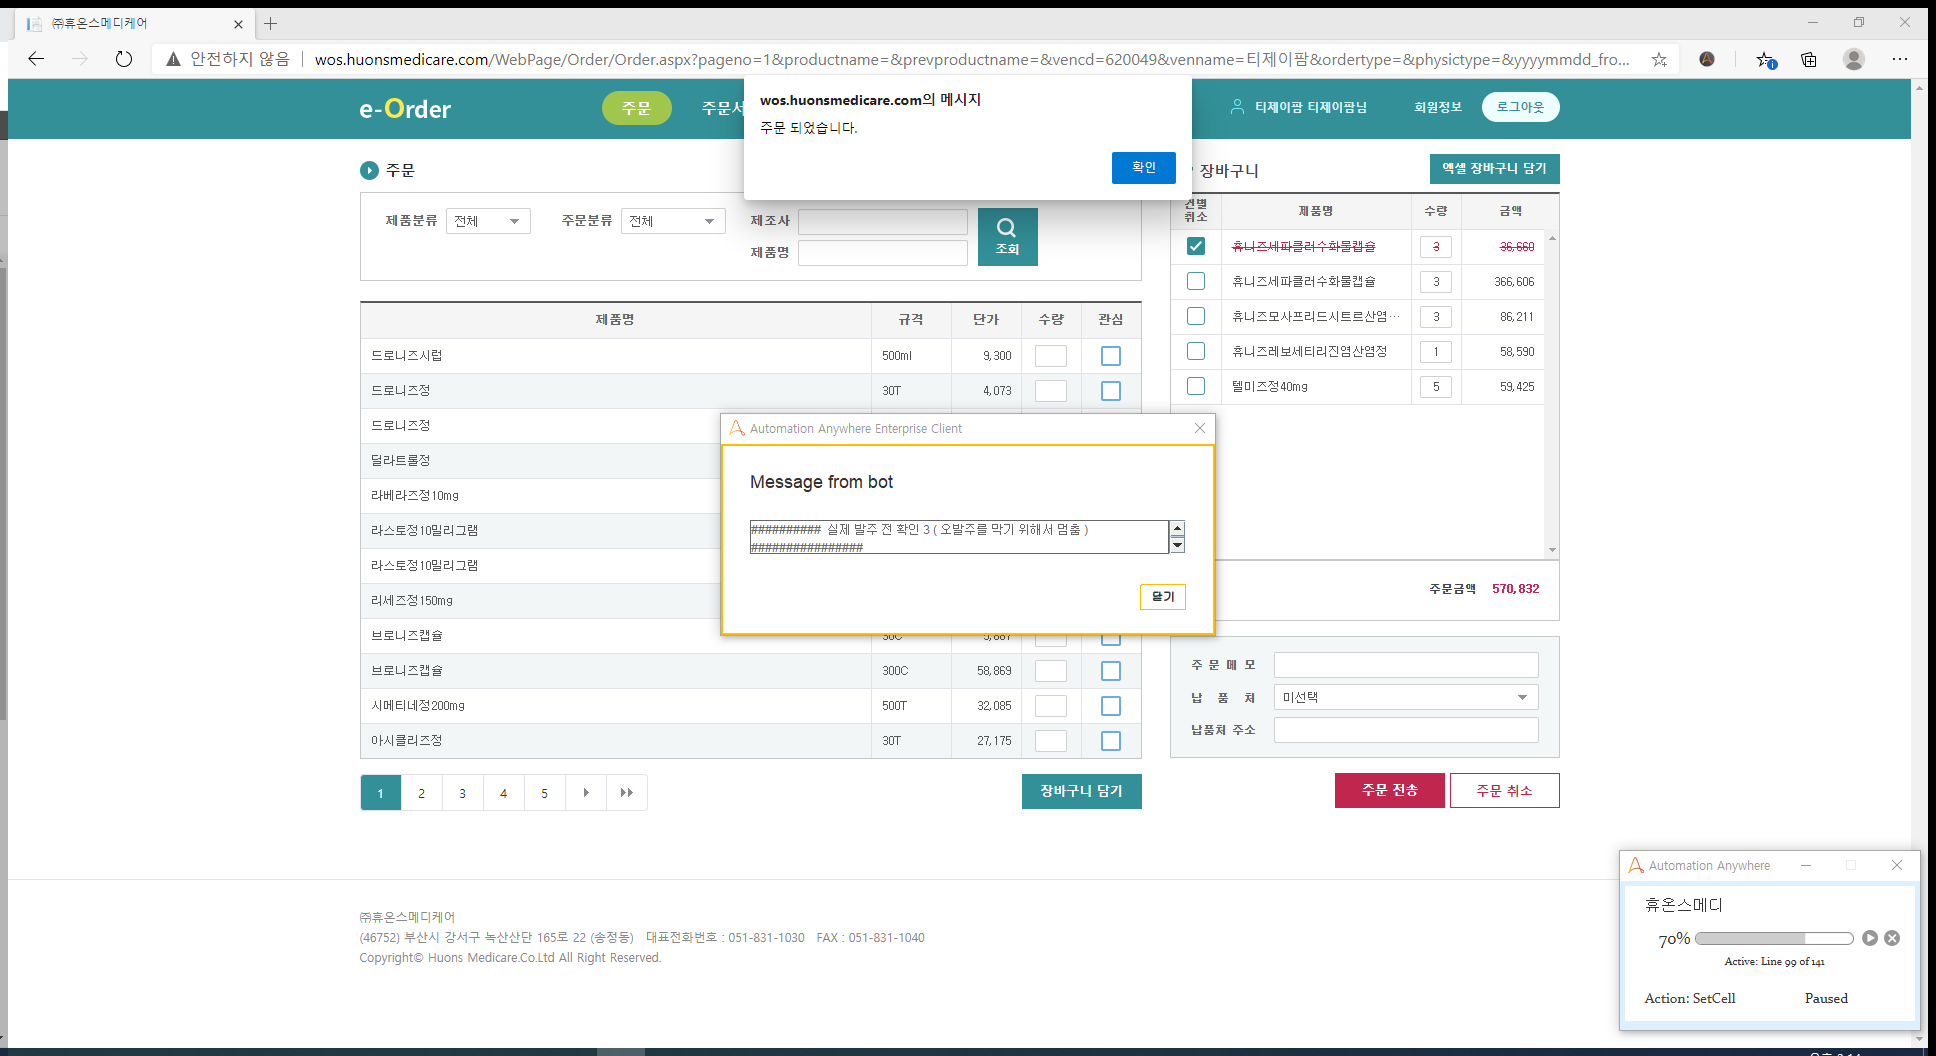 ㈜휴온스메디케어
안전하지 않음
wos.huonsmedicare.com/WebPage/Order/Order.aspx?pageno=1&productname=&prevproductname=&vencd=620049&venname=티제이팜&ordertype=&physictype=&yyyymmdd_fro...
e-Order
주문
주문서
티제이팜 티제이팜님
회원정보
로그아웃
wos.huonsmedicare.com의 메시지
주문 되었습니다.
확인
주문
제품분류 전체
주문분류 전체
제조사
제품명
조회
제품명 규격 단가 수량 관심
드로니즈시럽 500ml 9,300
드로니즈정 30T 4,073
드로니즈정
딜라트롤정
라베라즈정10mg
라스토정10밀리그램
라스토정10밀리그램
리세즈정150mg
브로니즈캡슐 30C 5,887
브로니즈캡슐 300C 58,869
시메티네정200mg 500T 32,085
아시클리즈정 30T 27,175
1 2 3 4 5
장바구니 담기
장바구니
엑셀 장바구니 담기
건별
취소
제품명 수량 금액
휴니즈세파클러수화물캡슐 3 36,660
휴니즈세파클러수화물캡슐 3 366,606
휴니즈모사프리드시트르산염… 3 86,211
휴니즈레보세티리진염산염정 1 58,590
텔미즈정40mg 5 59,425
주문금액 570,832
주 문 메 모
납 품 처 미선택
납품처 주소
주문 전송
주문 취소
Automation Anywhere Enterprise Client
Message from bot
########## 실제 발주 전 확인 3 ( 오발주를 막기 위해서 멈춤 )
################
닫기
㈜휴온스메디케어
(46752) 부산시 강서구 녹산산단 165로 22 (송정동) 대표전화번호 : 051-831-1030 FAX : 051-831-1040
Copyright© Huons Medicare.Co.Ltd All Right Reserved.
Automation Anywhere
휴온스메디
70%
Active: Line 99 of 141
Action: SetCell
Paused